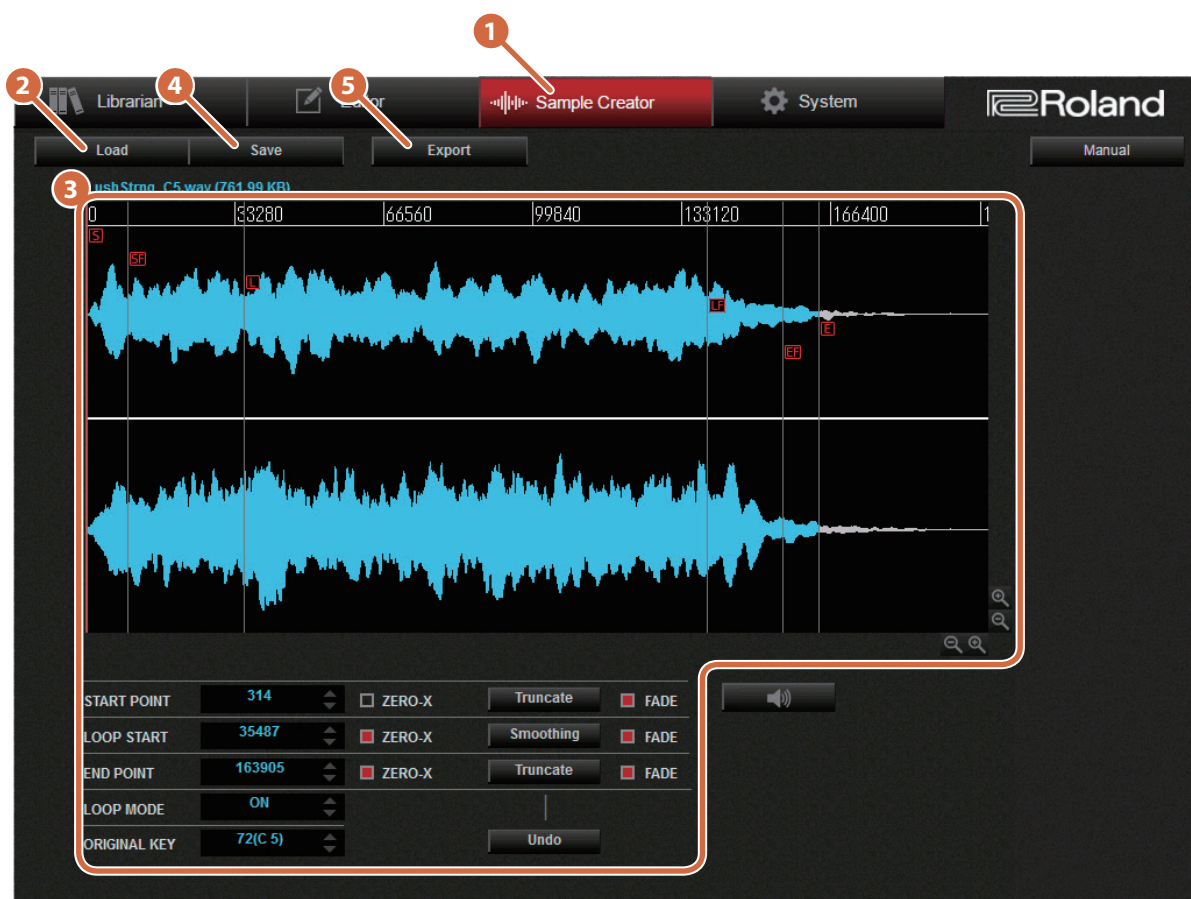 1
2 4 5
Librarian Editor Sample Creator System Roland
Load Save Export Manual
3
ushStrng_C5.wav (761.99 KB)
0 33280 66560 99840 133120 166400 1
S
SF
L
LF
E
EF
START POINT 314 ZERO-X Truncate FADE
LOOP START 35487 ZERO-X Smoothing FADE
END POINT 163905 ZERO-X Truncate FADE
LOOP MODE ON
ORIGINAL KEY 72(C 5) Undo